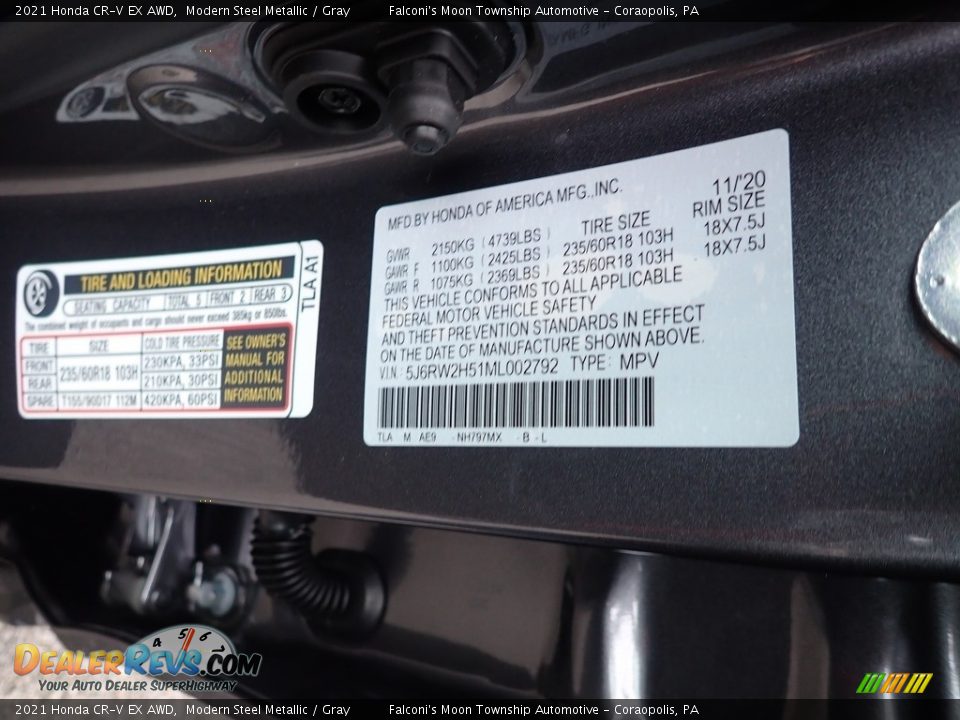 2021 Honda CR-V EX AWD, Modern Steel Metallic / Gray Falconi's Moon Township Automotive - Coraopolis, PA
TIRE AND LOADING INFORMATION
SEATING CAPACITY TOTAL 5 FRONT 2 REAR 3
The combined weight of occupants and cargo should never exceed 385kg or 850lbs.
TIRE SIZE COLD TIRE PRESSURE
FRONT 235/60R18 103H 230KPA, 33PSI
REAR 210KPA, 30PSI
SPARE T155/90D17 112M 420KPA, 60PSI
SEE OWNER'S
MANUAL FOR
ADDITIONAL
INFORMATION
TLA A1
MFD.BY HONDA OF AMERICA MFG.,INC. 11/'20
TIRE SIZE RIM SIZE
GVWR 2150KG (4739LBS)
GAWR F 1100KG (2425LBS) 235/60R18 103H 18X7.5J
GAWR R 1075KG (2369LBS) 235/60R18 103H 18X7.5J
THIS VEHICLE CONFORMS TO ALL APPLICABLE
FEDERAL MOTOR VEHICLE SAFETY
AND THEFT PREVENTION STANDARDS IN EFFECT
ON THE DATE OF MANUFACTURE SHOWN ABOVE.
V.I.N.: 5J6RW2H51ML002792 TYPE: MPV
TLA M AE9 - NH797MX - B - L
4 5 6
DealerRevs.com
Your Auto Dealer SuperHighway
2021 Honda CR-V EX AWD, Modern Steel Metallic / Gray Falconi's Moon Township Automotive - Coraopolis, PA